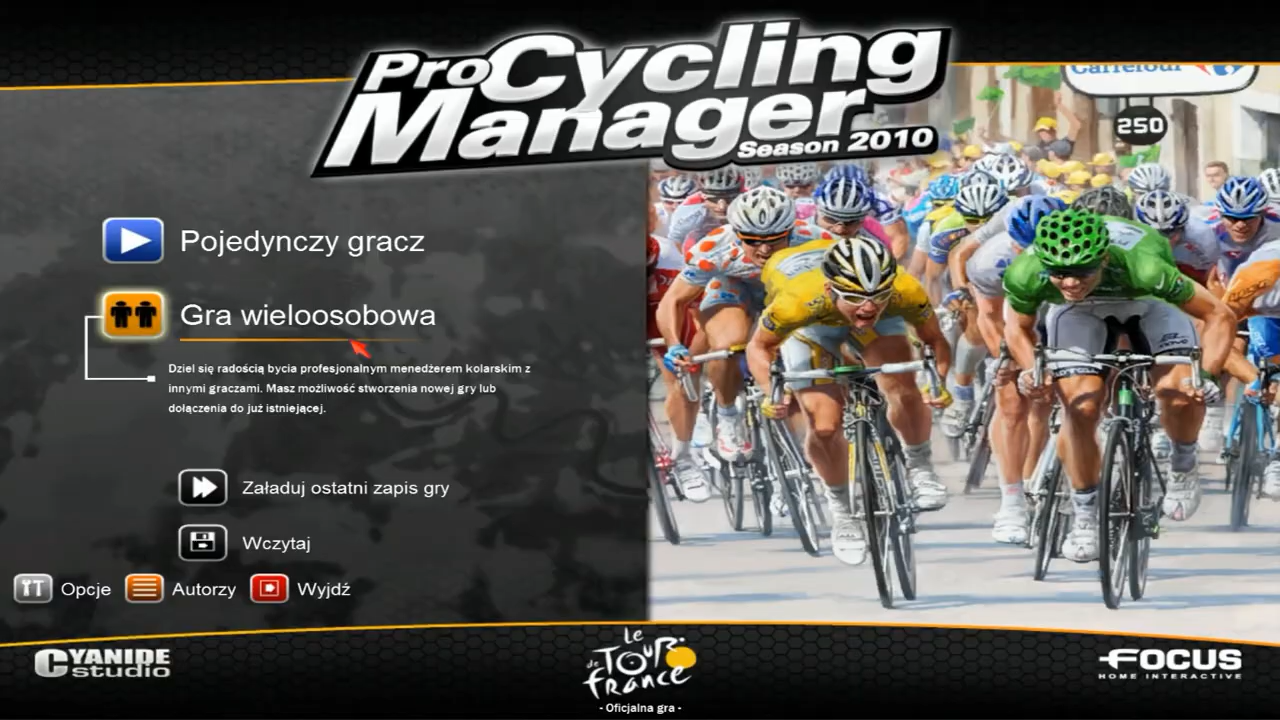 Pro Cycling
Manager
Season 2010
Carrefour
250
Pojedynczy gracz
Gra wieloosobowa
Dziel się radością bycia profesjonalnym menedżerem kolarskim z
innymi graczami. Masz możliwość stworzenia nowej gry lub
dołączenia do już istniejącej.
Załaduj ostatni zapis gry
Wczytaj
Opcje Autorzy Wyjdź
CYANIDE
studio
Le
de TOUR
france
- Oficjalna gra -
FOCUS
HOME INTERACTIVE